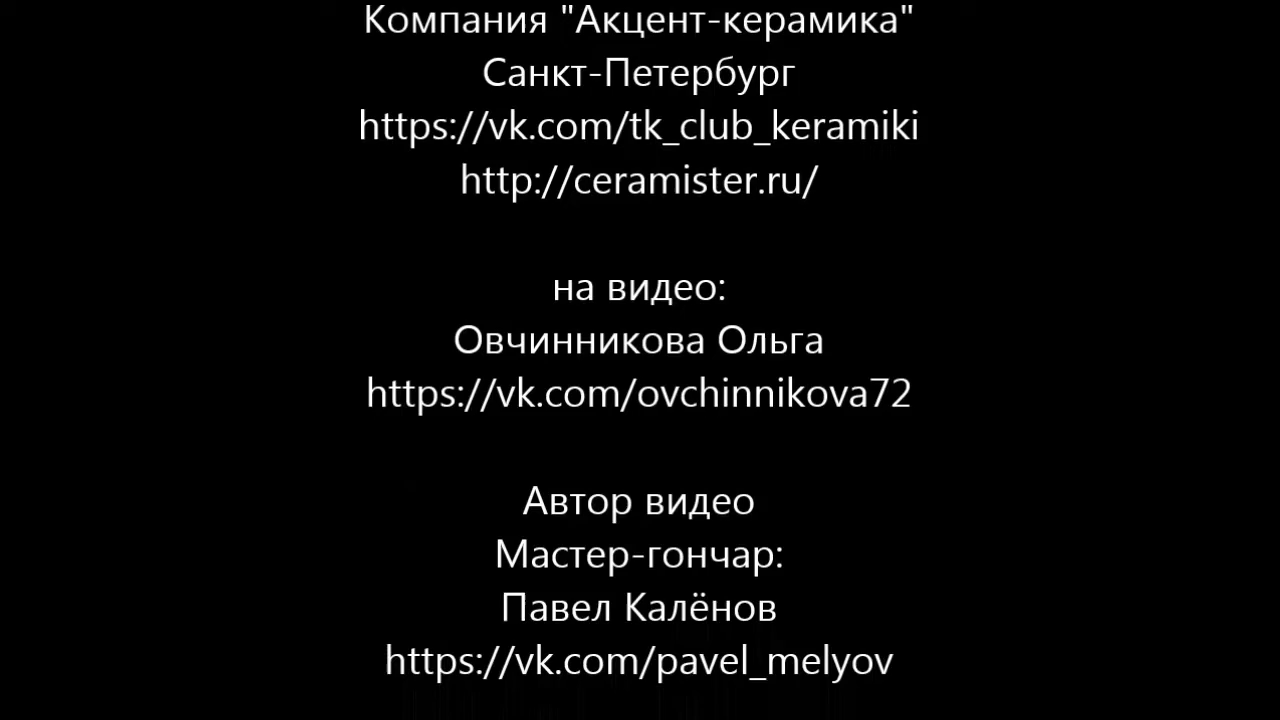 Компания "Акцент-керамика"
Санкт-Петербург
https://vk.com/tk_club_keramiki
http://ceramister.ru/
на видео:
Овчинникова Ольга
https://vk.com/ovchinnikova72
Автор видео
Мастер-гончар:
Павел Калёнов
https://vk.com/pavel_melyov